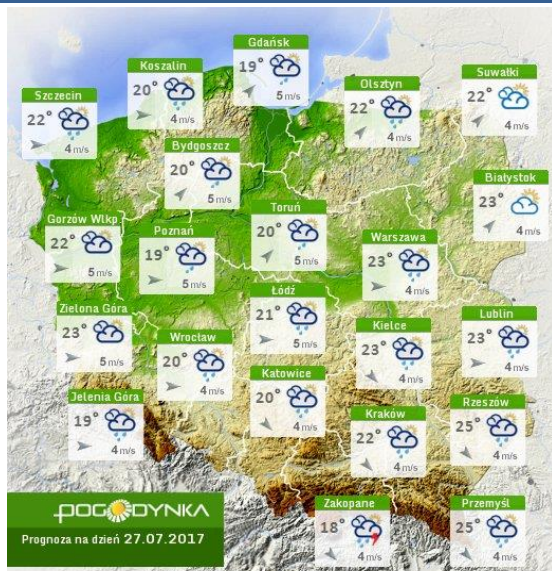 Gdańsk
19°
5 m/s
Koszalin
20°
4 m/s
Suwałki
22°
4 m/s
Olsztyn
22°
4 m/s
Szczecin
22°
4 m/s
Bydgoszcz
20°
5 m/s
Białystok
23°
4 m/s
Toruń
20°
5 m/s
Gorzów Wlkp
22°
5 m/s
Poznań
19°
5 m/s
Warszawa
23°
4 m/s
Łódź
21°
5 m/s
Zielona Góra
23°
5 m/s
Lublin
23°
4 m/s
Kielce
23°
4 m/s
Wrocław
20°
4 m/s
Katowice
20°
4 m/s
Jelenia Góra
19°
4 m/s
Rzeszów
25°
4 m/s
Kraków
22°
4 m/s
Zakopane
18°
4 m/s
Przemyśl
25°
4 m/s
POGODYNKA
Prognoza na dzień 27.07.2017